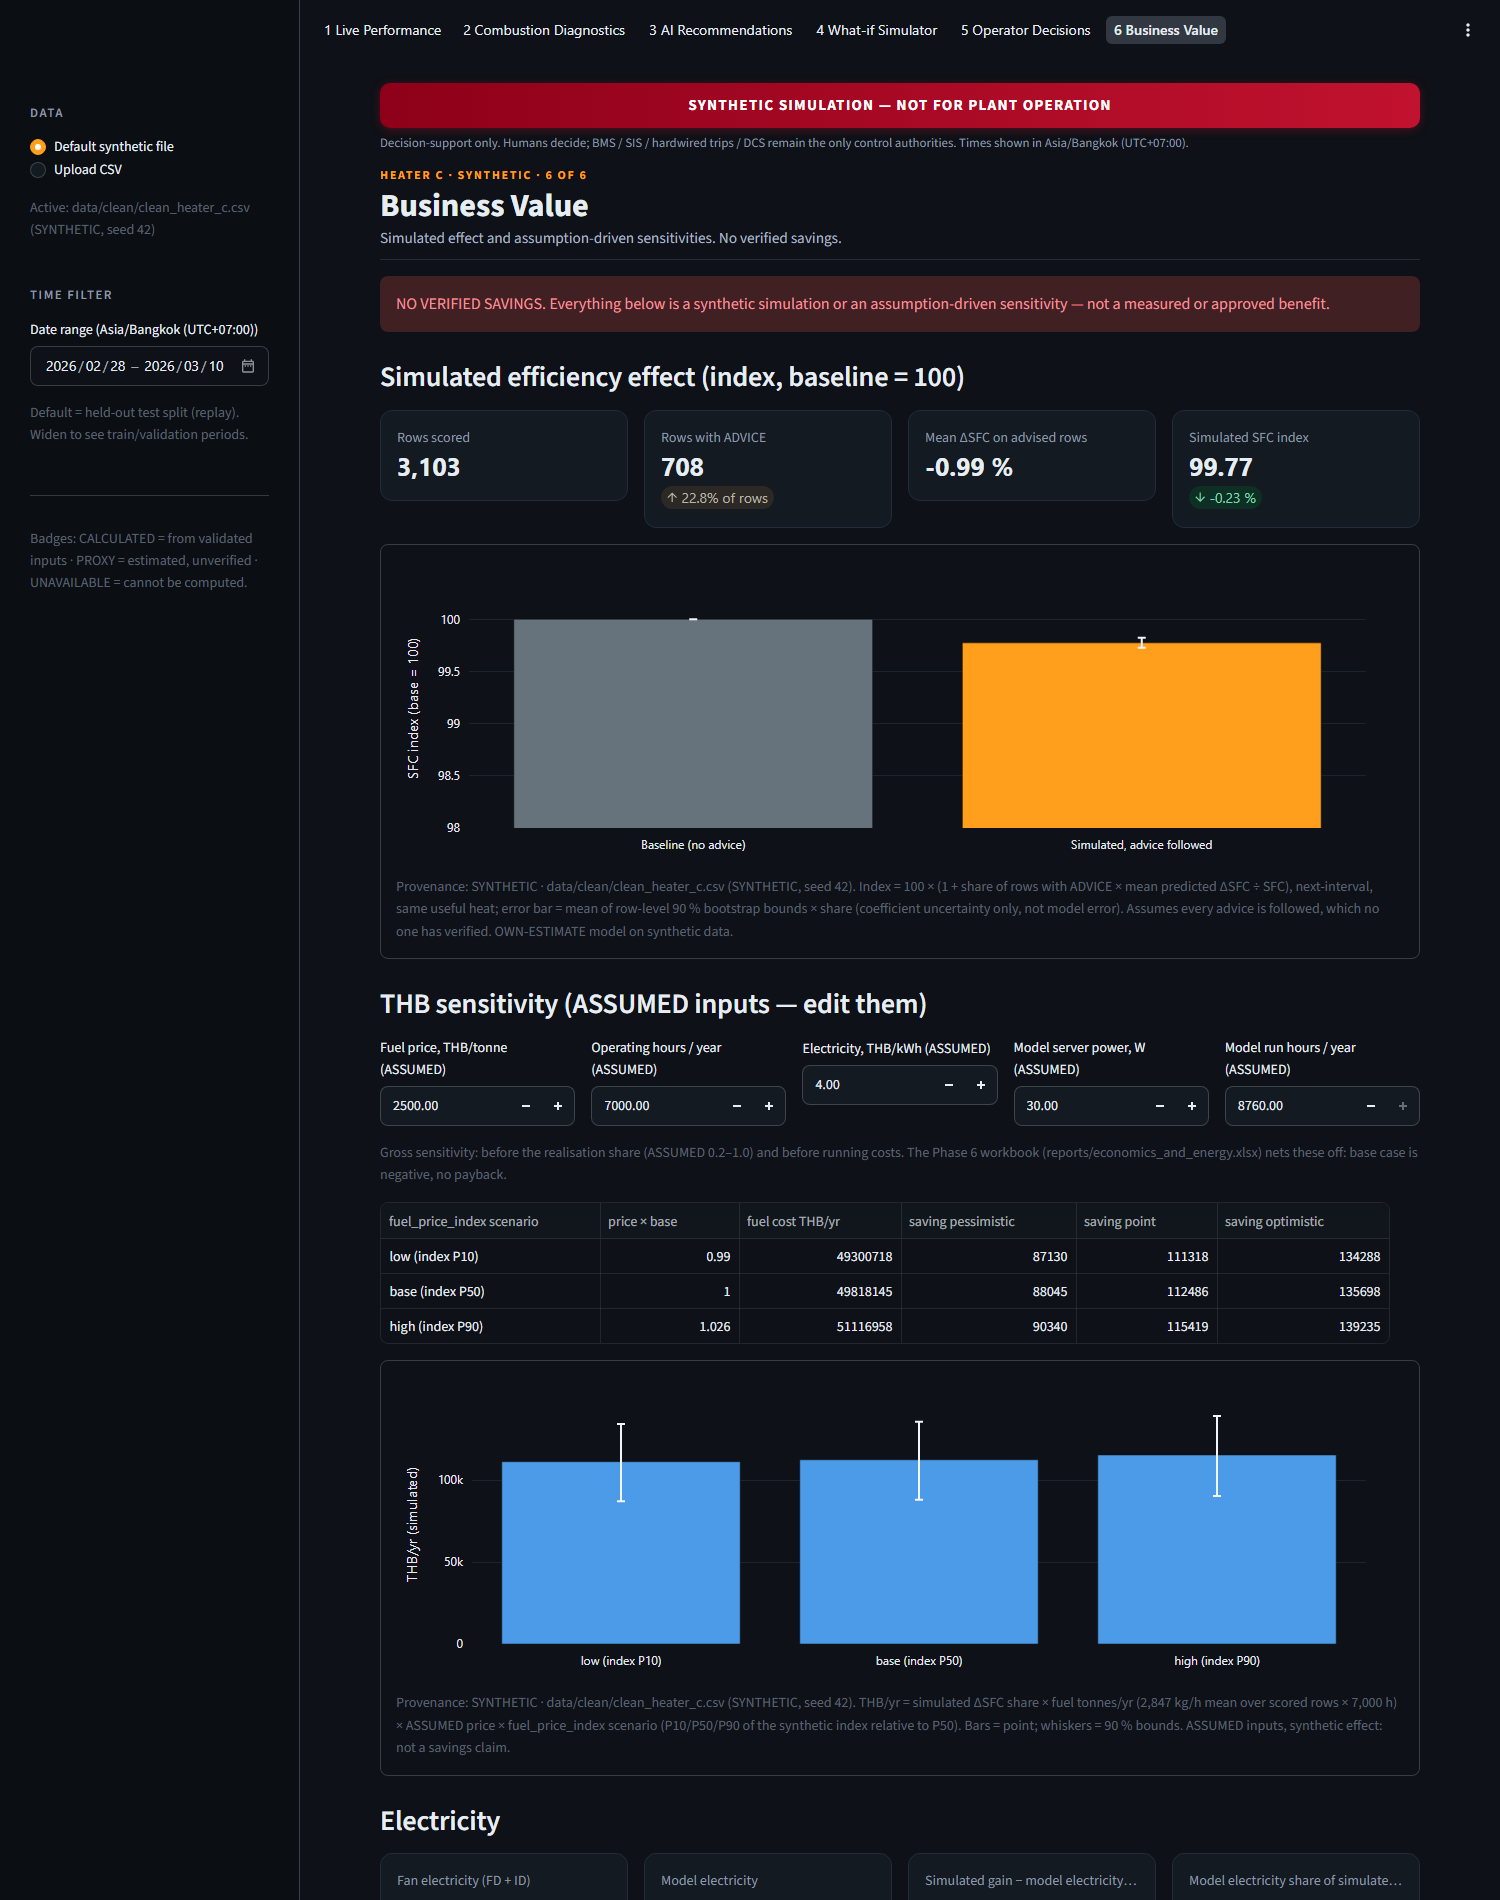 1 Live Performance 2 Combustion Diagnostics 3 AI Recommendations 4 What-if Simulator 5 Operator Decisions 6 Business Value
DATA
Default synthetic file
Upload CSV
Active: data/clean/clean_heater_c.csv
(SYNTHETIC, seed 42)
TIME FILTER
Date range (Asia/Bangkok (UTC+07:00))
2026/02/28 – 2026/03/10
Default = held-out test split (replay).
Widen to see train/validation periods.
Badges: CALCULATED = from validated
inputs · PROXY = estimated, unverified ·
UNAVAILABLE = cannot be computed.
SYNTHETIC SIMULATION — NOT FOR PLANT OPERATION
Decision-support only. Humans decide; BMS / SIS / hardwired trips / DCS remain the only control authorities. Times shown in Asia/Bangkok (UTC+07:00).
HEATER C · SYNTHETIC · 6 OF 6
Business Value
Simulated effect and assumption-driven sensitivities. No verified savings.
NO VERIFIED SAVINGS. Everything below is a synthetic simulation or an assumption-driven sensitivity — not a measured or approved benefit.
Simulated efficiency effect (index, baseline = 100)
Rows scored
3,103
Rows with ADVICE
708
↑ 22.8% of rows
Mean ΔSFC on advised rows
-0.99 %
Simulated SFC index
99.77
↓ -0.23 %
SFC index (base = 100)
100
99.5
99
98.5
98
Baseline (no advice)
Simulated, advice followed
Provenance: SYNTHETIC · data/clean/clean_heater_c.csv (SYNTHETIC, seed 42). Index = 100 × (1 + share of rows with ADVICE × mean predicted ΔSFC ÷ SFC), next-interval,
same useful heat; error bar = mean of row-level 90 % bootstrap bounds × share (coefficient uncertainty only, not model error). Assumes every advice is followed, which no
one has verified. OWN-ESTIMATE model on synthetic data.
THB sensitivity (ASSUMED inputs — edit them)
Fuel price, THB/tonne
(ASSUMED)
2500.00
Operating hours / year
(ASSUMED)
7000.00
Electricity, THB/kWh (ASSUMED)
4.00
Model server power, W
(ASSUMED)
30.00
Model run hours / year
(ASSUMED)
8760.00
Gross sensitivity: before the realisation share (ASSUMED 0.2–1.0) and before running costs. The Phase 6 workbook (reports/economics_and_energy.xlsx) nets these off: base case is
negative, no payback.
fuel_price_index scenario price × base fuel cost THB/yr saving pessimistic saving point saving optimistic
low (index P10) 0.99 49300718 87130 111318 134288
base (index P50) 1 49818145 88045 112486 135698
high (index P90) 1.026 51116958 90340 115419 139235
THB/yr (simulated)
100k
50k
0
low (index P10)
base (index P50)
high (index P90)
Provenance: SYNTHETIC · data/clean/clean_heater_c.csv (SYNTHETIC, seed 42). THB/yr = simulated ΔSFC share × fuel tonnes/yr (2,847 kg/h mean over scored rows × 7,000 h)
× ASSUMED price × fuel_price_index scenario (P10/P50/P90 of the synthetic index relative to P50). Bars = point; whiskers = 90 % bounds. ASSUMED inputs, synthetic effect:
not a savings claim.
Electricity
Fan electricity (FD + ID)
Model electricity
Simulated gain − model electricity…
Model electricity share of simulate…